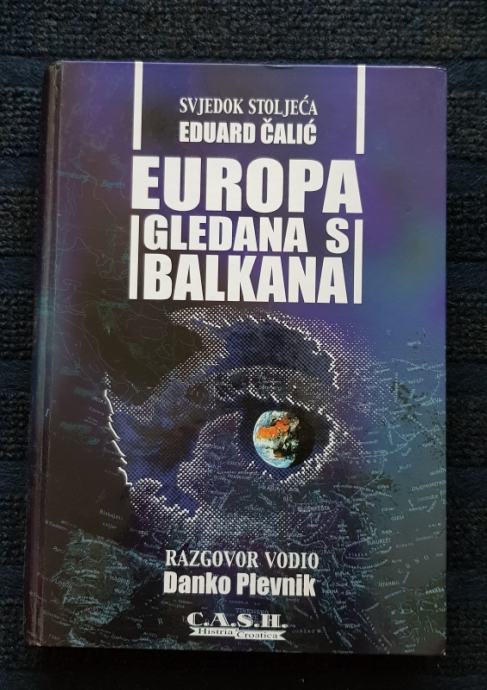 SVJEDOK STOLJEĆA
EDUARD ČALIĆ
EUROPA
GLEDANA S
BALKANA
RAZGOVOR VODIO
Danko Plevnik
C.A.S.H.
Histria Croatica